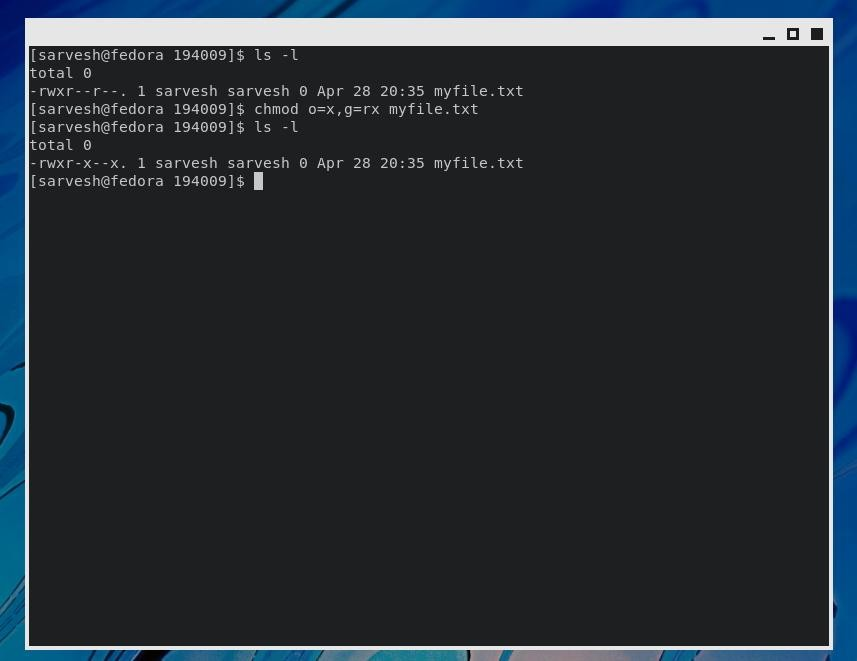 [sarvesh@fedora 194009]$ ls -l
total 0
-rwxr--r--. 1 sarvesh sarvesh 0 Apr 28 20:35 myfile.txt
[sarvesh@fedora 194009]$ chmod o=x,g=rx myfile.txt
[sarvesh@fedora 194009]$ ls -l
total 0
-rwxr-x--x. 1 sarvesh sarvesh 0 Apr 28 20:35 myfile.txt
[sarvesh@fedora 194009]$